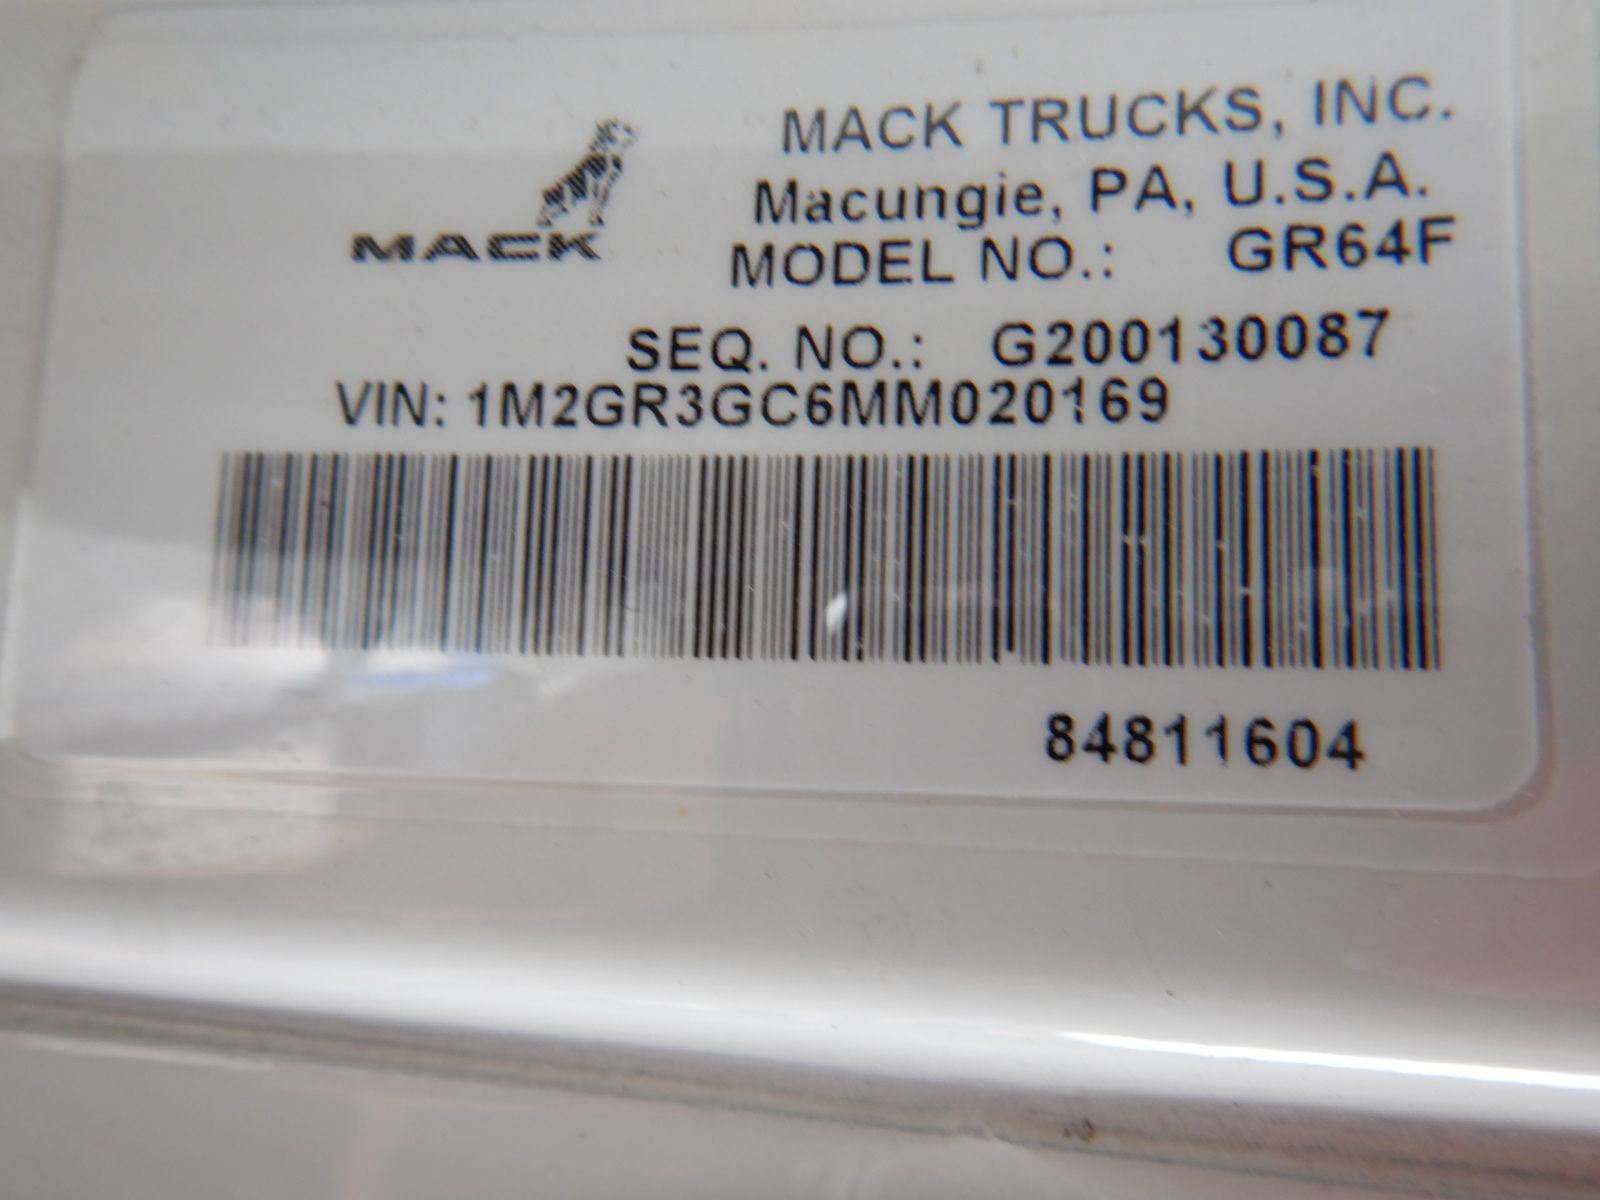 MACK TRUCKS, INC.
MACK
Macungie, PA, U.S.A.
MODEL NO.: GR64F
SEQ. NO.: G200130087
VIN: 1M2GR3GC6MM020169
84811604